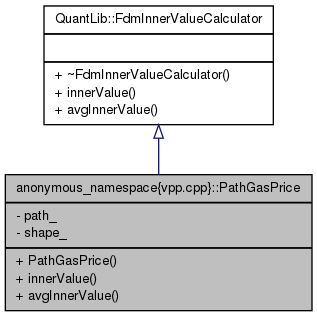 QuantLib::FdmInnerValueCalculator
+ ~FdmInnerValueCalculator()
+ innerValue()
+ avgInnerValue()
anonymous_namespace{vpp.cpp}::PathGasPrice
- path_
- shape_
+ PathGasPrice()
+ innerValue()
+ avgInnerValue()